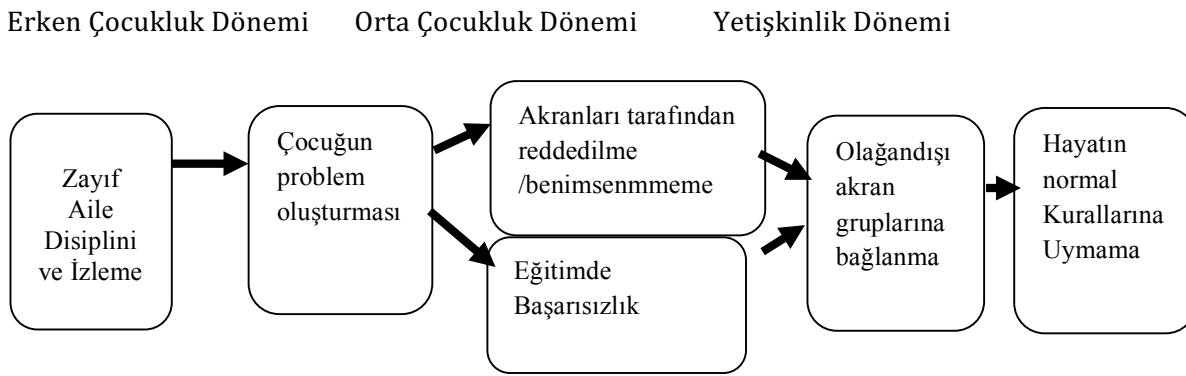 Erken Çocukluk Dönemi Orta Çocukluk Dönemi Yetişkinlik Dönemi
Zayıf
Aile
Disiplini
ve İzleme
Çocuğun
problem
oluşturması
Akranları tarafından
reddedilme
/benimsenmmeme
Eğitimde
Başarısızlık
Olağandışı
akran
gruplarına
bağlanma
Hayatın
normal
Kurallarına
Uymama